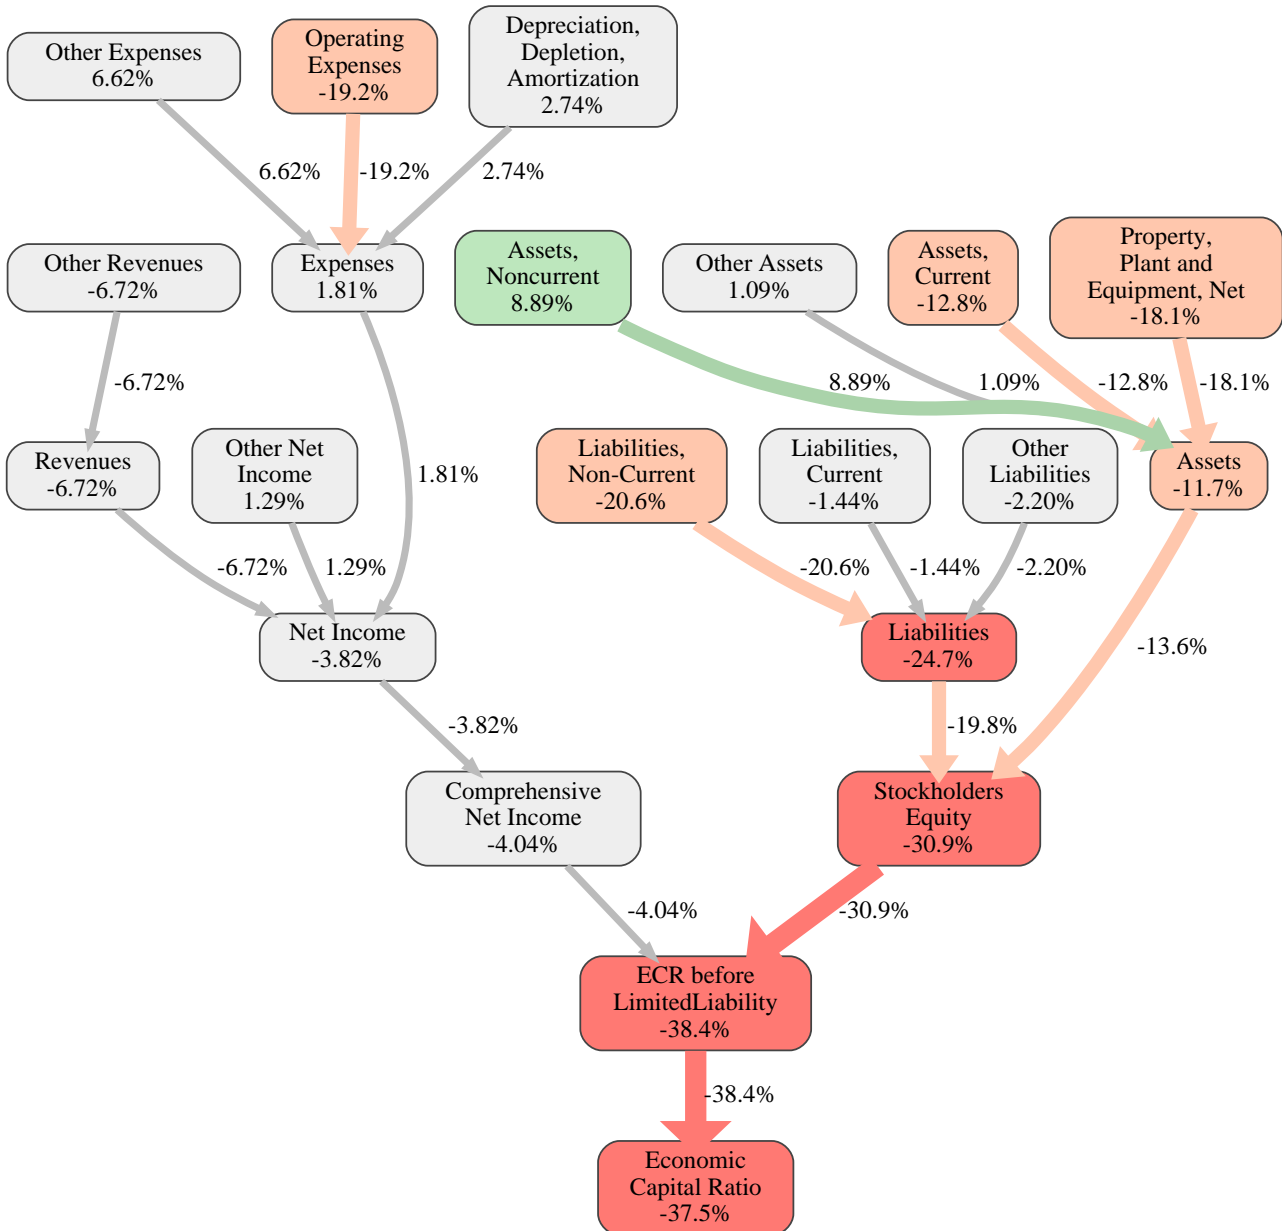 Other Expenses
6.62%
Operating
Expenses
-19.2%
Depreciation,
Depletion,
Amortization
2.74%
6.62%
-19.2%
2.74%
Other Revenues
-6.72%
Expenses
1.81%
Assets,
Noncurrent
8.89%
Other Assets
1.09%
Assets,
Current
-12.8%
Property,
Plant and
Equipment, Net
-18.1%
-6.72%
8.89%
1.09%
-12.8%
-18.1%
Revenues
-6.72%
Other Net
Income
1.29%
1.81%
Liabilities,
Non-Current
-20.6%
Liabilities,
Current
-1.44%
Other
Liabilities
-2.20%
Assets
-11.7%
-6.72%
1.29%
-20.6%
-1.44%
-2.20%
Net Income
-3.82%
Liabilities
-24.7%
-13.6%
-3.82%
-19.8%
Comprehensive
Net Income
-4.04%
Stockholders
Equity
-30.9%
-4.04%
-30.9%
ECR before
LimitedLiability
-38.4%
-38.4%
Economic
Capital Ratio
-37.5%